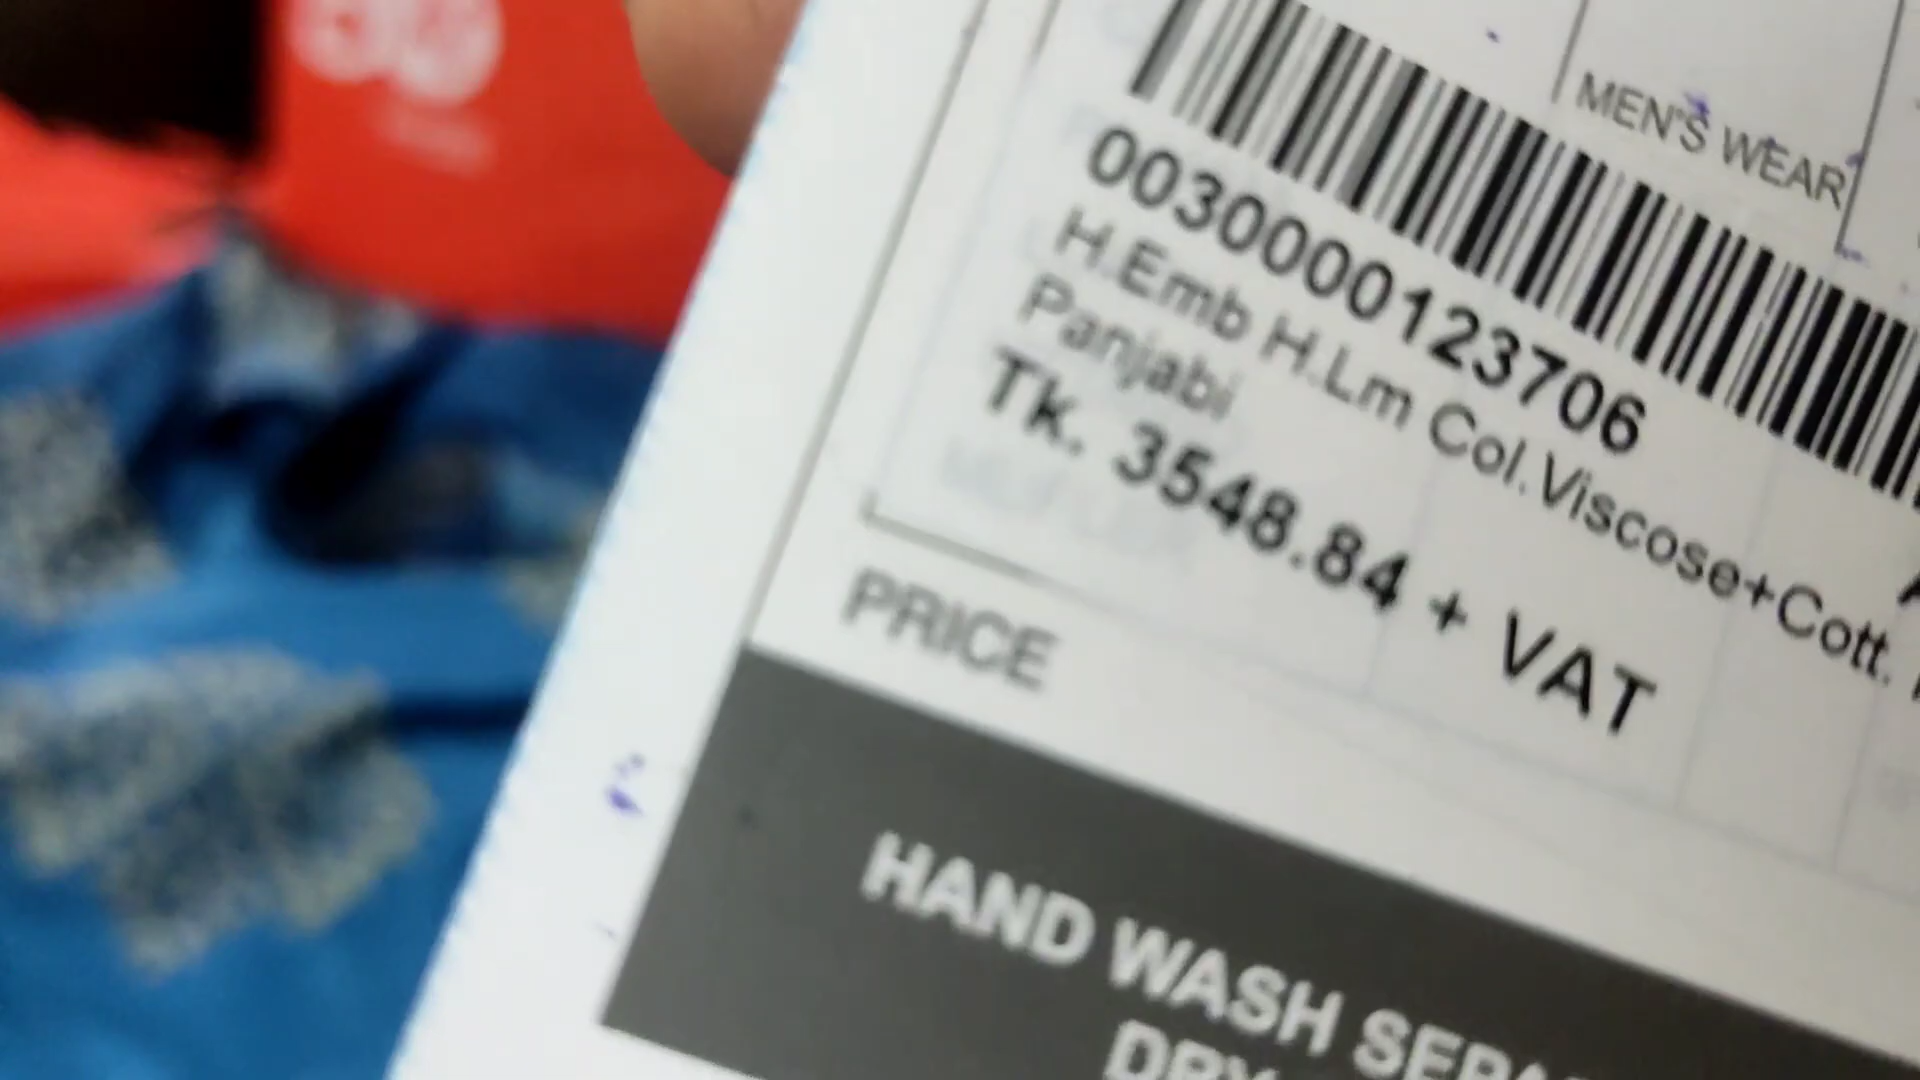 MEN'S WEAR
0030000123706
H.Emb H.Lm Col.Viscose+Cott.
Panjabi
Tk. 3548.84 + VAT
PRICE
HAND WASH